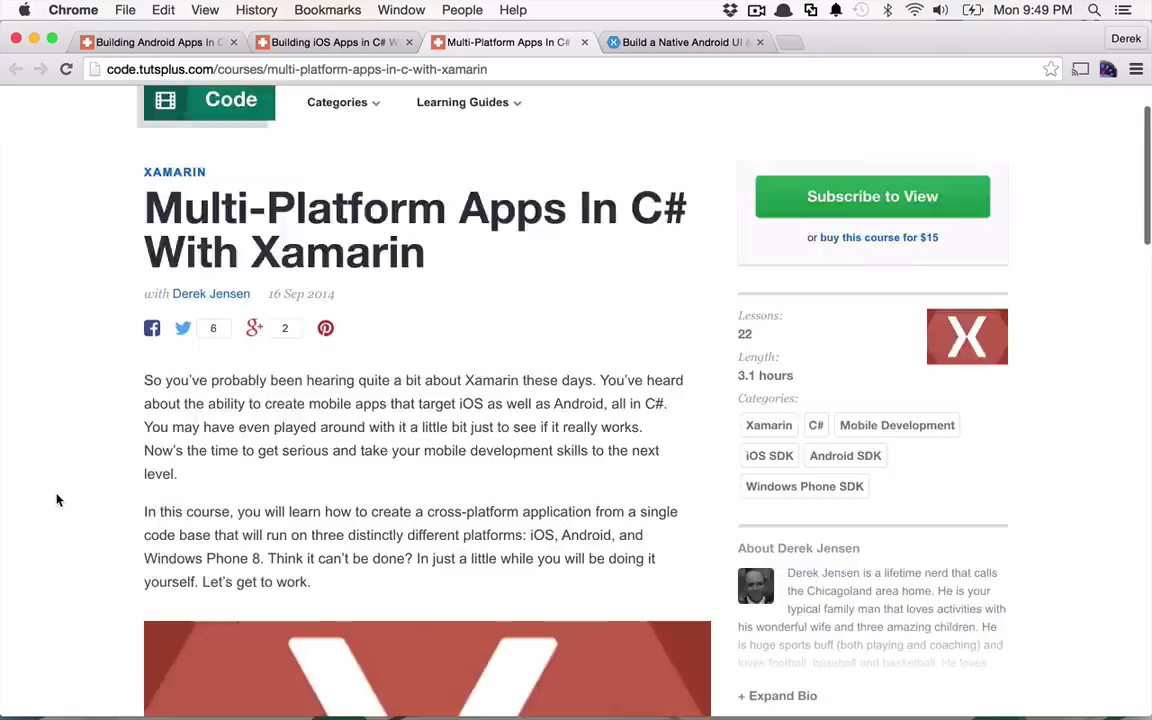 Chrome File Edit View History Bookmarks Window People Help Mon 9:49 PM
Building Android Apps In C
Building iOS Apps in C# W
Multi-Platform Apps In C#
Build a Native Android UI &
Derek
code.tutsplus.com/courses/multi-platform-apps-in-c-with-xamarin
Code Categories Learning Guides
XAMARIN
Multi-Platform Apps In C#
With Xamarin
with Derek Jensen 16 Sep 2014
6 2
So you've probably been hearing quite a bit about Xamarin these days. You've heard
about the ability to create mobile apps that target iOS as well as Android, all in C#.
You may have even played around with it a little bit just to see if it really works.
Now's the time to get serious and take your mobile development skills to the next
level.
In this course, you will learn how to create a cross-platform application from a single
code base that will run on three distinctly different platforms: iOS, Android, and
Windows Phone 8. Think it can't be done? In just a little while you will be doing it
yourself. Let's get to work.
Subscribe to View
or buy this course for $15
Lessons:
22
Length:
3.1 hours
Categories:
Xamarin C# Mobile Development
iOS SDK Android SDK
Windows Phone SDK
About Derek Jensen
Derek Jensen is a lifetime nerd that calls
the Chicagoland area home. He is your
typical family man that loves activities with
his wonderful wife and three amazing children. He
is huge sports buff (both playing and coaching) and
loves football, baseball and basketball. He loves
+ Expand Bio